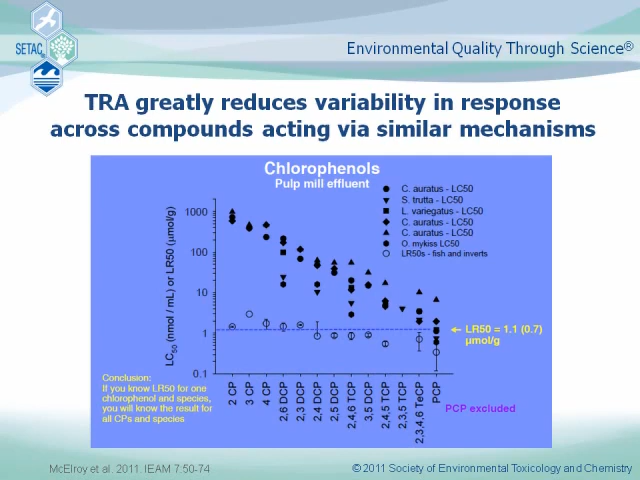 SETAC
Environmental Quality Through Science®
TRA greatly reduces variability in response
across compounds acting via similar mechanisms
Chlorophenols
Pulp mill effluent
C. auratus - LC50
S. trutta - LC50
L. variegatus - LC50
C. auratus - LC50
C. auratus - LC50
O. mykiss LC50
LR50s - fish and inverts
LC50 (nmol / mL) or LR50 (μmol/g)
1000
100
10
1
0.1
LR50 = 1.1 (0.7)
μmol/g
2 CP
3 CP
4 CP
2,6 DCP
2,3 DCP
2,4 DCP
2,5 DCP
2,4,6 TCP
3,5 DCP
2,4,5 TCP
2,3,5 TCP
2,3,4,6 TeCP
PCP
PCP excluded
Conclusion:
If you know LR50 for one
chlorophenol and species,
you will know the result for
all CPs and species
McElroy et al. 2011. IEAM 7:50-74
© 2011 Society of Environmental Toxicology and Chemistry